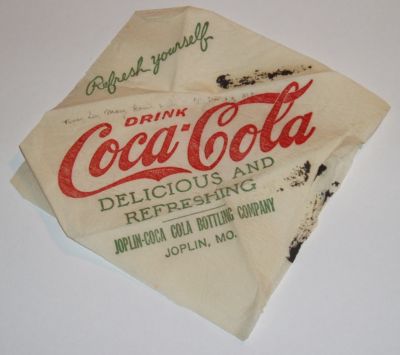 Refresh yourself
DRINK
Coca-Cola
DELICIOUS AND
REFRESHING
JOPLIN-COCA COLA BOTTLING COMPANY
JOPLIN, MO.